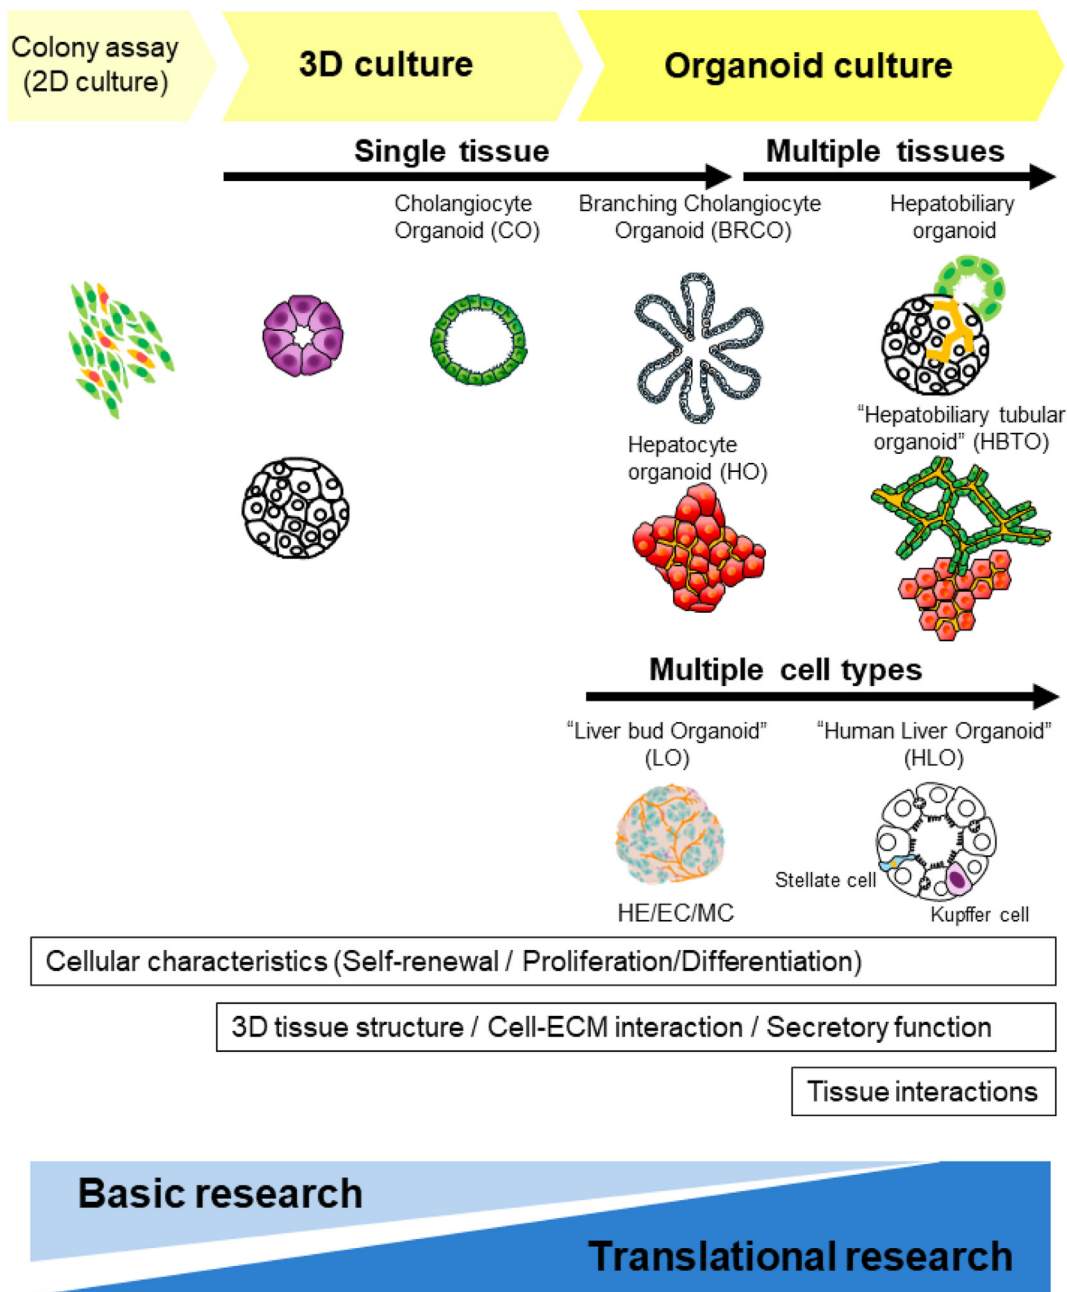 Colony assay
(2D culture)
3D culture
Organoid culture
Single tissue
Multiple tissues
Cholangiocyte
Organoid (CO)
Branching Cholangiocyte
Organoid (BRCO)
Hepatobiliary
organoid
Hepatocyte
organoid (HO)
“Hepatobiliary tubular
organoid” (HBTO)
Multiple cell types
“Liver bud Organoid”
(LO)
“Human Liver Organoid”
(HLO)
Stellate cell
Kupffer cell
HE/EC/MC
Cellular characteristics (Self-renewal / Proliferation/Differentiation)
3D tissue structure / Cell-ECM interaction / Secretory function
Tissue interactions
Basic research
Translational research